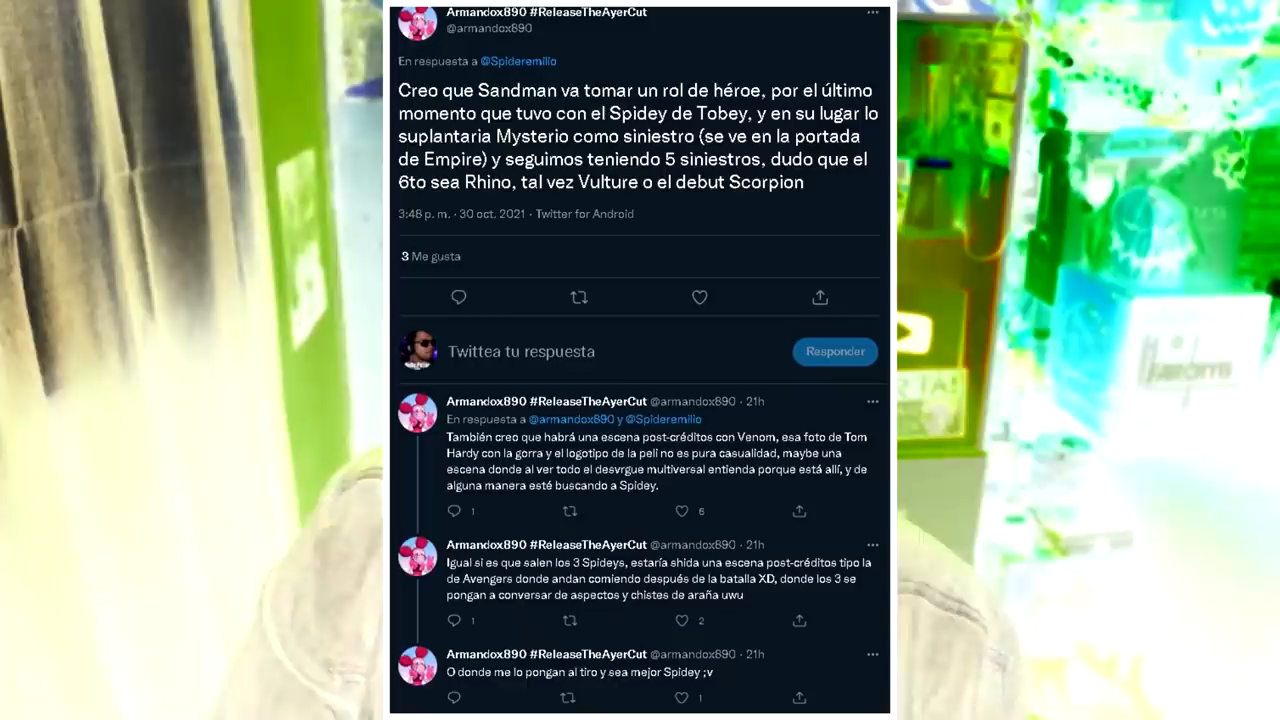 Armandox890 #ReleaseTheAyerCut
@armandox890
En respuesta a @Spideremilio
Creo que Sandman va tomar un rol de héroe, por el último
momento que tuvo con el Spidey de Tobey, y en su lugar lo
suplantaria Mysterio como siniestro (se ve en la portada
de Empire) y seguimos teniendo 5 siniestros, dudo que el
6to sea Rhino, tal vez Vulture o el debut Scorpion
3:48 p. m. · 30 oct. 2021 · Twitter for Android
3 Me gusta
Twittea tu respuesta
Responder
Armandox890 #ReleaseTheAyerCut @armandox890 · 21h
En respuesta a @armandox890 y @Spideremilio
También creo que habrá una escena post-créditos con Venom, esa foto de Tom
Hardy con la gorra y el logotipo de la peli no es pura casualidad, maybe una
escena donde al ver todo el desvrgue multiversal entienda porque está allí, y de
alguna manera esté buscando a Spidey.
1 5
Armandox890 #ReleaseTheAyerCut @armandox890 · 21h
Igual si es que salen los 3 Spideys, estaría shida una escena post-créditos tipo la
de Avengers donde andan comiendo después de la batalla XD, donde los 3 se
pongan a conversar de aspectos y chistes de araña uwu
1 2
Armandox890 #ReleaseTheAyerCut @armandox890 · 21h
O donde me lo pongan al tiro y sea mejor Spidey ;v
1